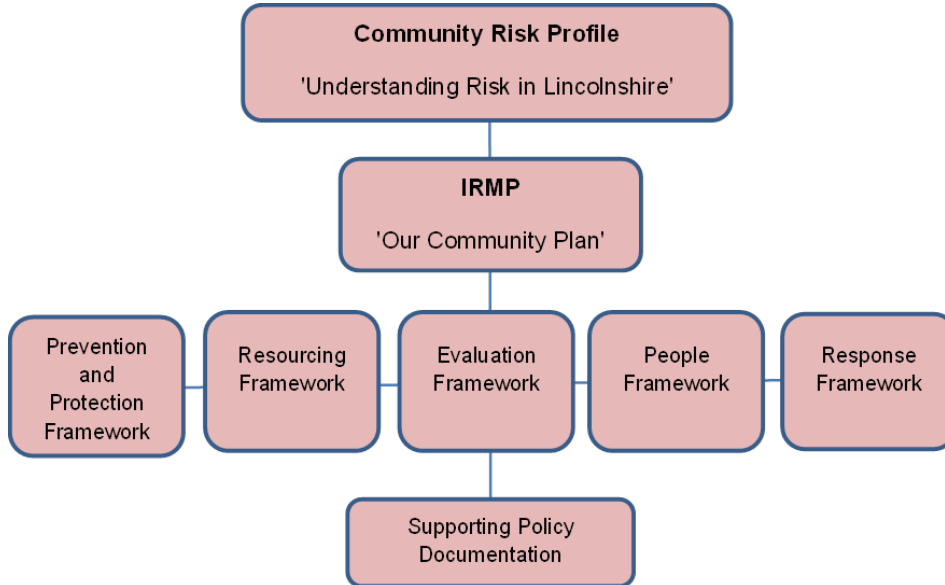 Community Risk Profile
'Understanding Risk in Lincolnshire'
IRMP
'Our Community Plan'
Prevention
and
Protection
Framework
Resourcing
Framework
Evaluation
Framework
People
Framework
Response
Framework
Supporting Policy
Documentation